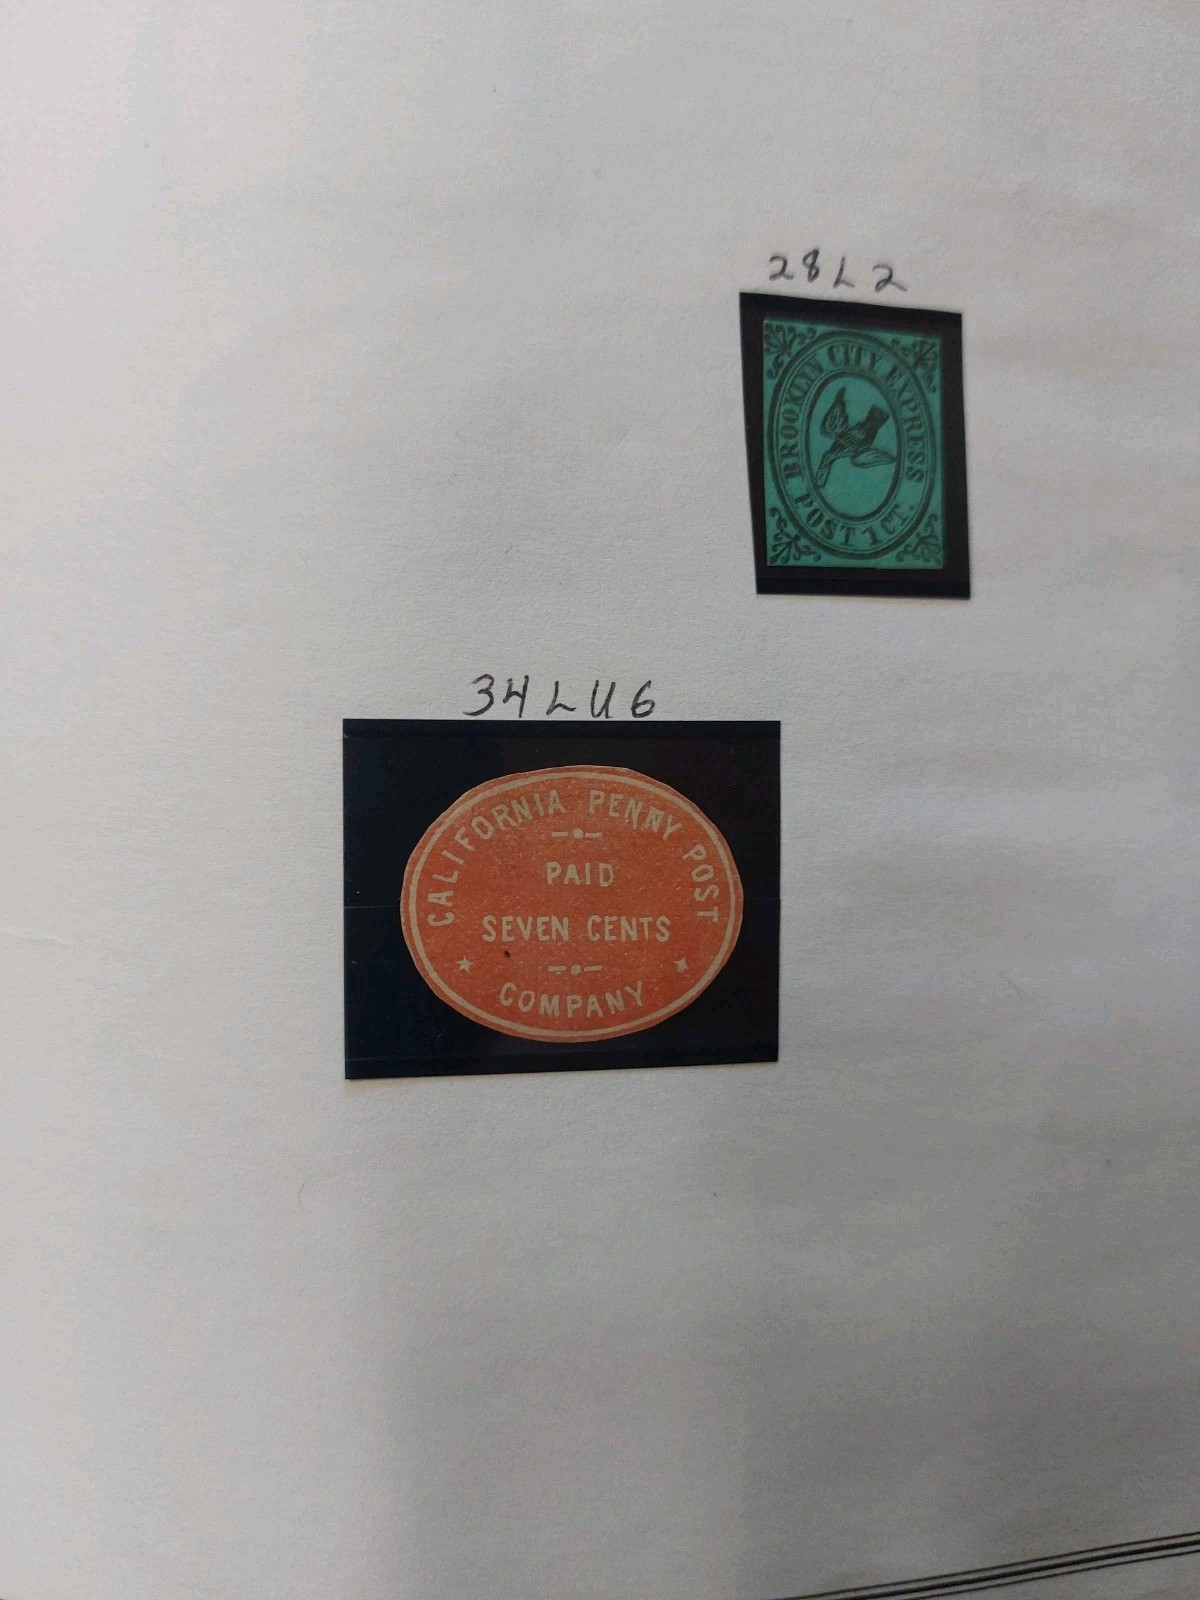 28L2
BROOKLYN CITY EXPRESS
POST 1 CT.
34LU6
CALIFORNIA PENNY POST
PAID
SEVEN CENTS
COMPANY